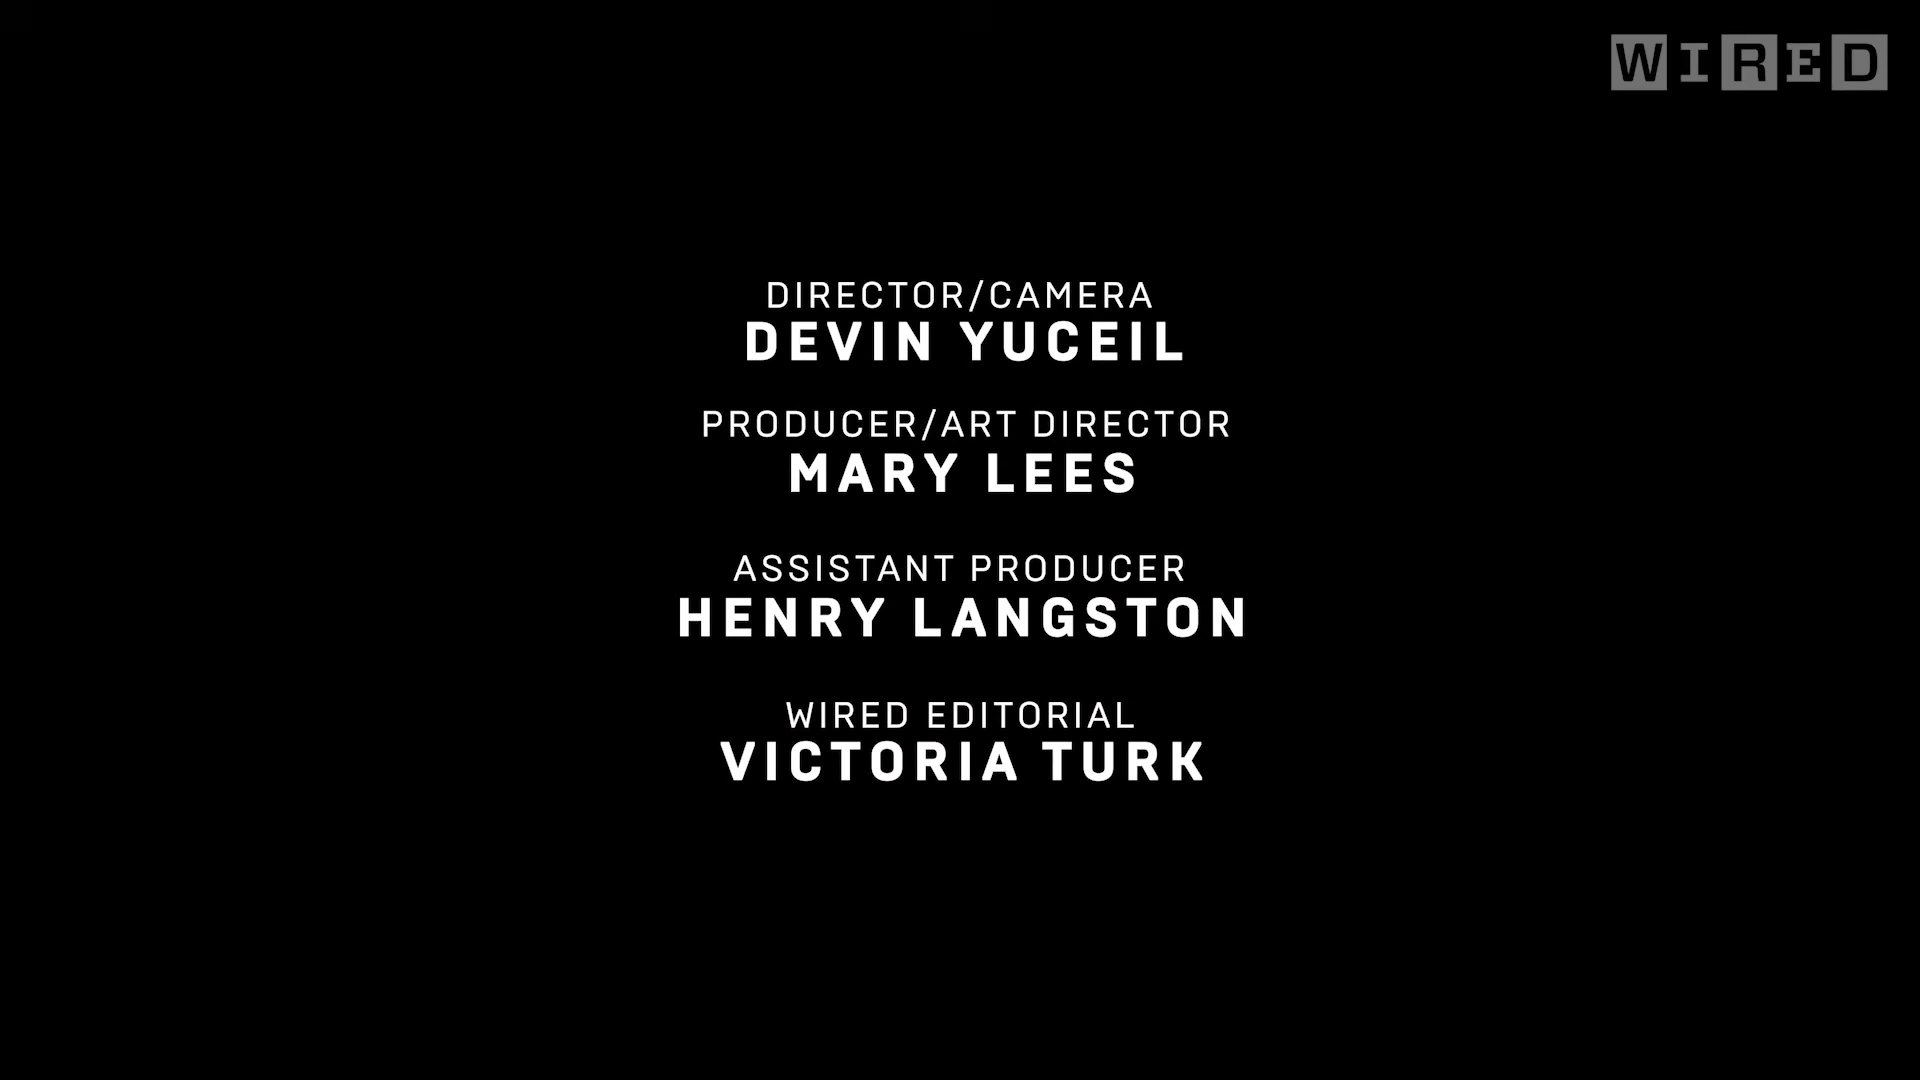 WIRED
DIRECTOR/CAMERA
DEVIN YUCEIL
PRODUCER/ART DIRECTOR
MARY LEES
ASSISTANT PRODUCER
HENRY LANGSTON
WIRED EDITORIAL
VICTORIA TURK